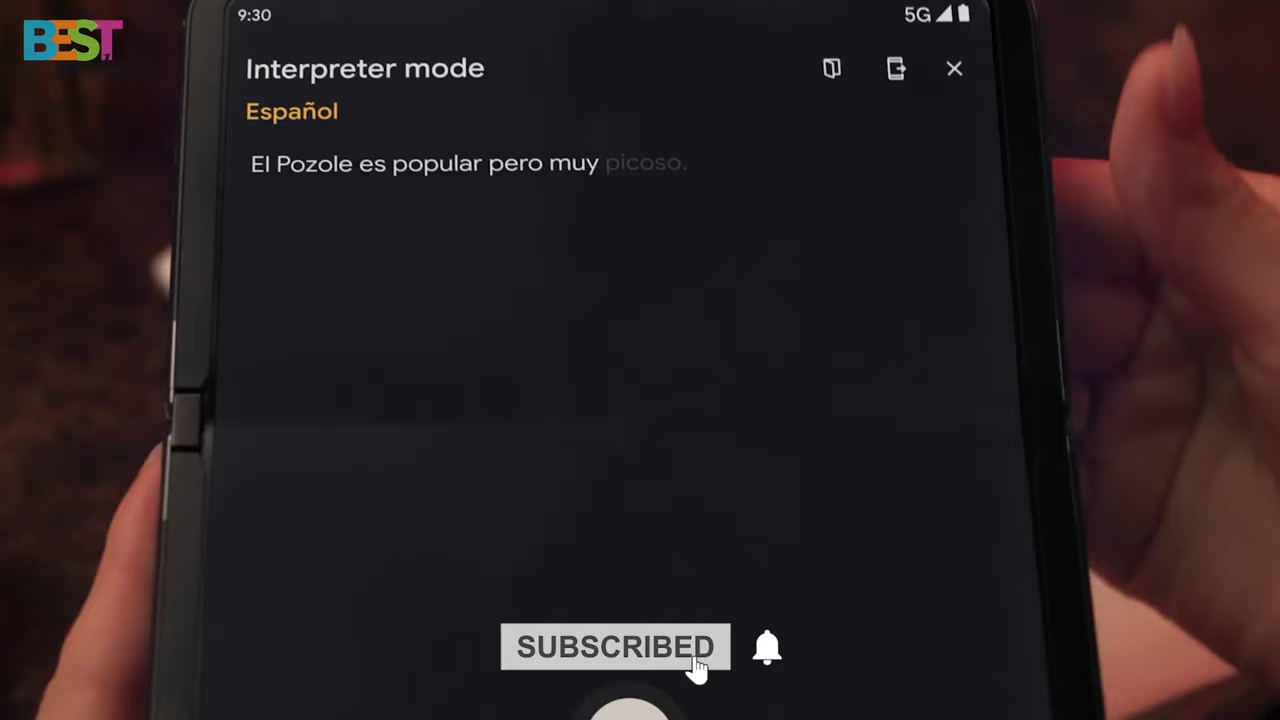 BEST
9:30
5G
Interpreter mode
Español
El Pozole es popular pero muy picoso.
SUBSCRIBED